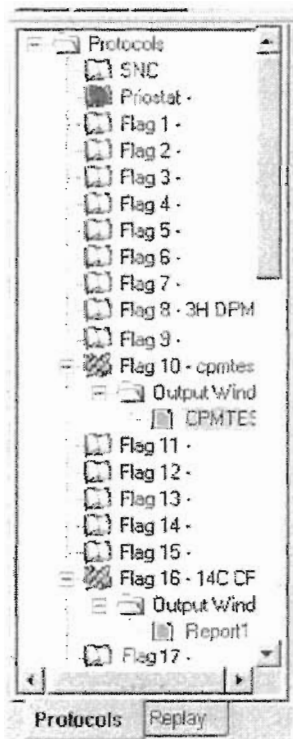 Protocols
SNC
Priostat -
Flag 1 -
Flag 2 -
Flag 3 -
Flag 4 -
Flag 5 -
Flag 6 -
Flag 7 -
Flag 8 - 3H DPM
Flag 9 -
Flag 10 - cpmtes
Output Wind
CPMTES
Flag 11 -
Flag 12 -
Flag 13 -
Flag 14 -
Flag 15 -
Flag 16 - 14C CF
Output Wind
Report1
Flag17 -
Protocols Replay